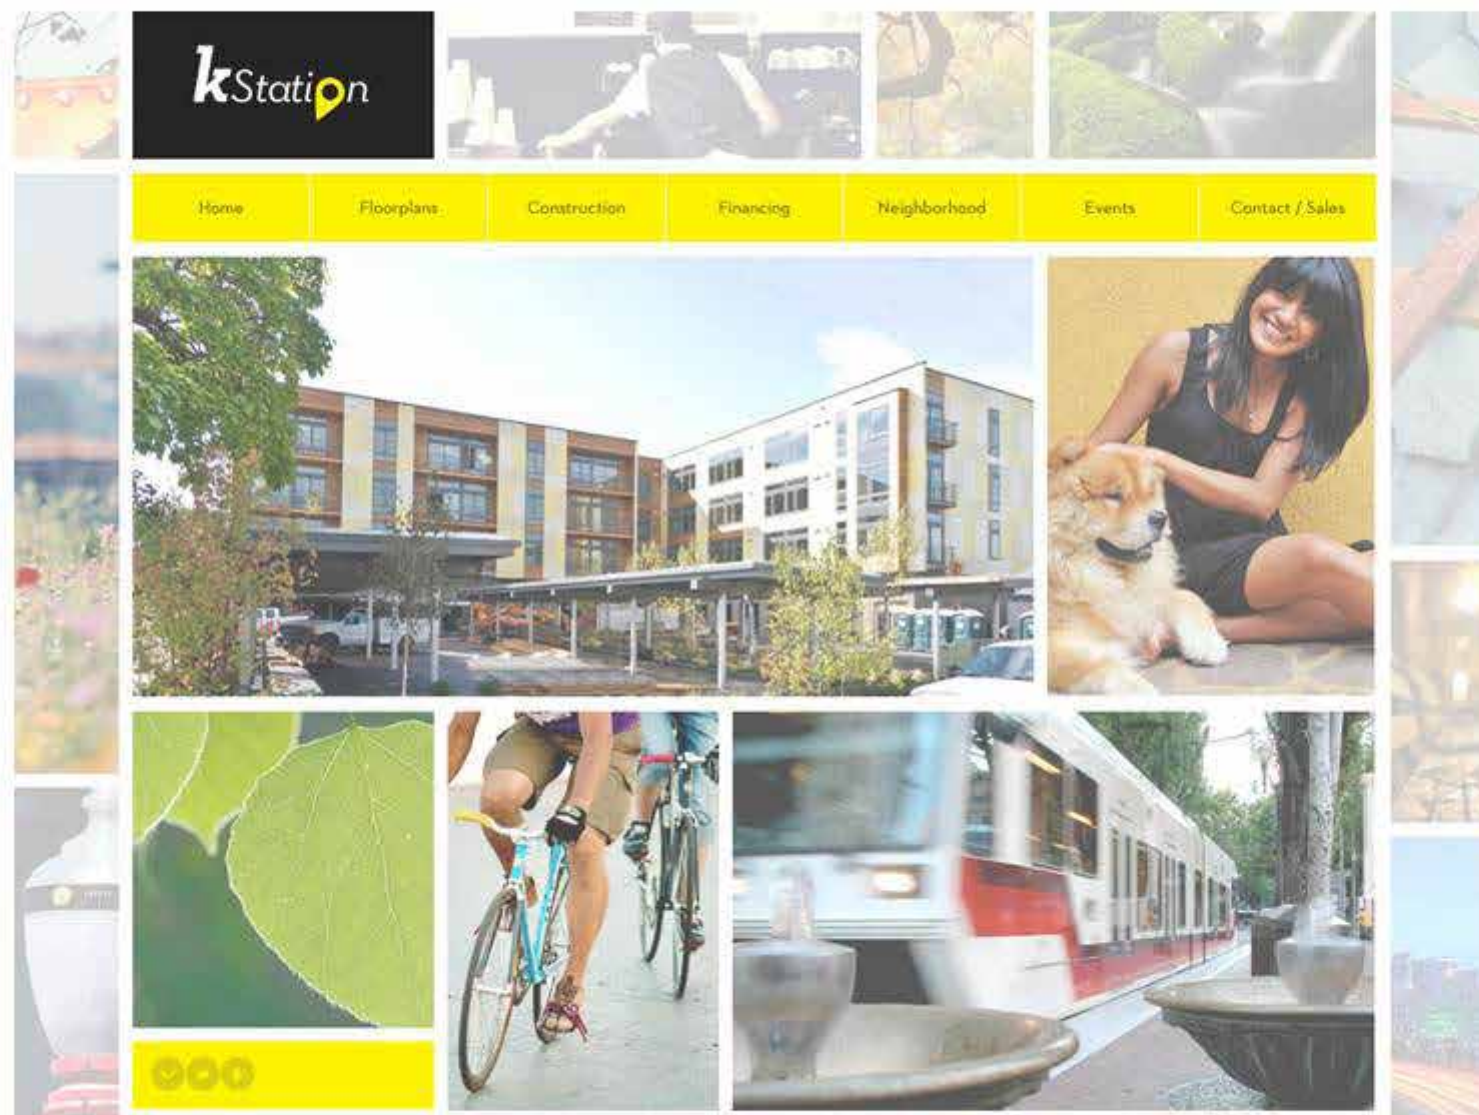 kStation
Home
Floorplans
Construction
Financing
Neighborhood
Events
Contact / Sales